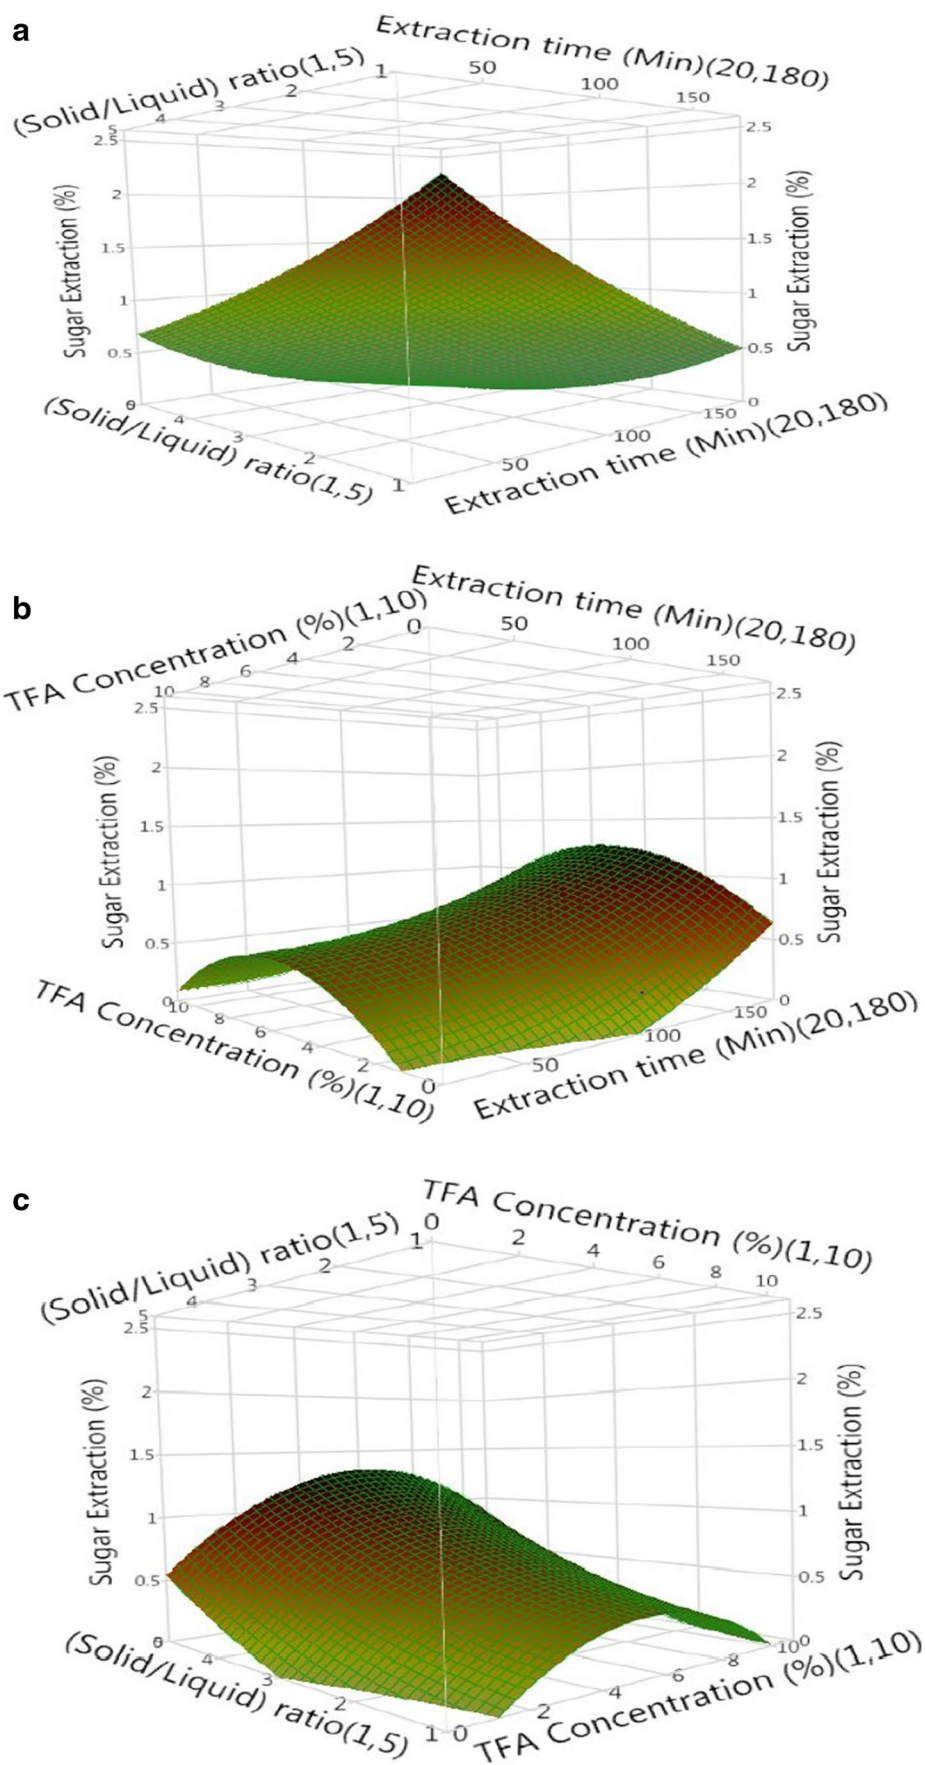 a
Extraction time (Min)(20,180)
(Solid/Liquid) ratio(1,5)
1 50 100 150
5 4 3 2
2.5 2.5
2 2
1.5 1.5
1 1
0.5 0.5
0 0
Sugar Extraction (%)
Sugar Extraction (%)
4 3 2 1
50 100 150
(Solid/Liquid) ratio(1,5)
Extraction time (Min)(20,180)
b
Extraction time (Min)(20,180)
TFA Concentration (%)(1,10)
0 50 100 150
10 8 6 4 2
2.5 2.5
2 2
1.5 1.5
1 1
0.5 0.5
0 0
Sugar Extraction (%)
Sugar Extraction (%)
10 8 6 4 2 0
50 100 150
TFA Concentration (%)(1,10)
Extraction time (Min)(20,180)
c
TFA Concentration (%)(1,10)
(Solid/Liquid) ratio(1,5)
0 2 4 6 8 10
5 4 3 2 1
2.5 2.5
2 2
1.5 1.5
1 1
0.5 0.5
0
Sugar Extraction (%)
Sugar Extraction (%)
4 3 2 1
0 2 4 6 8 10
(Solid/Liquid) ratio(1,5)
TFA Concentration (%)(1,10)